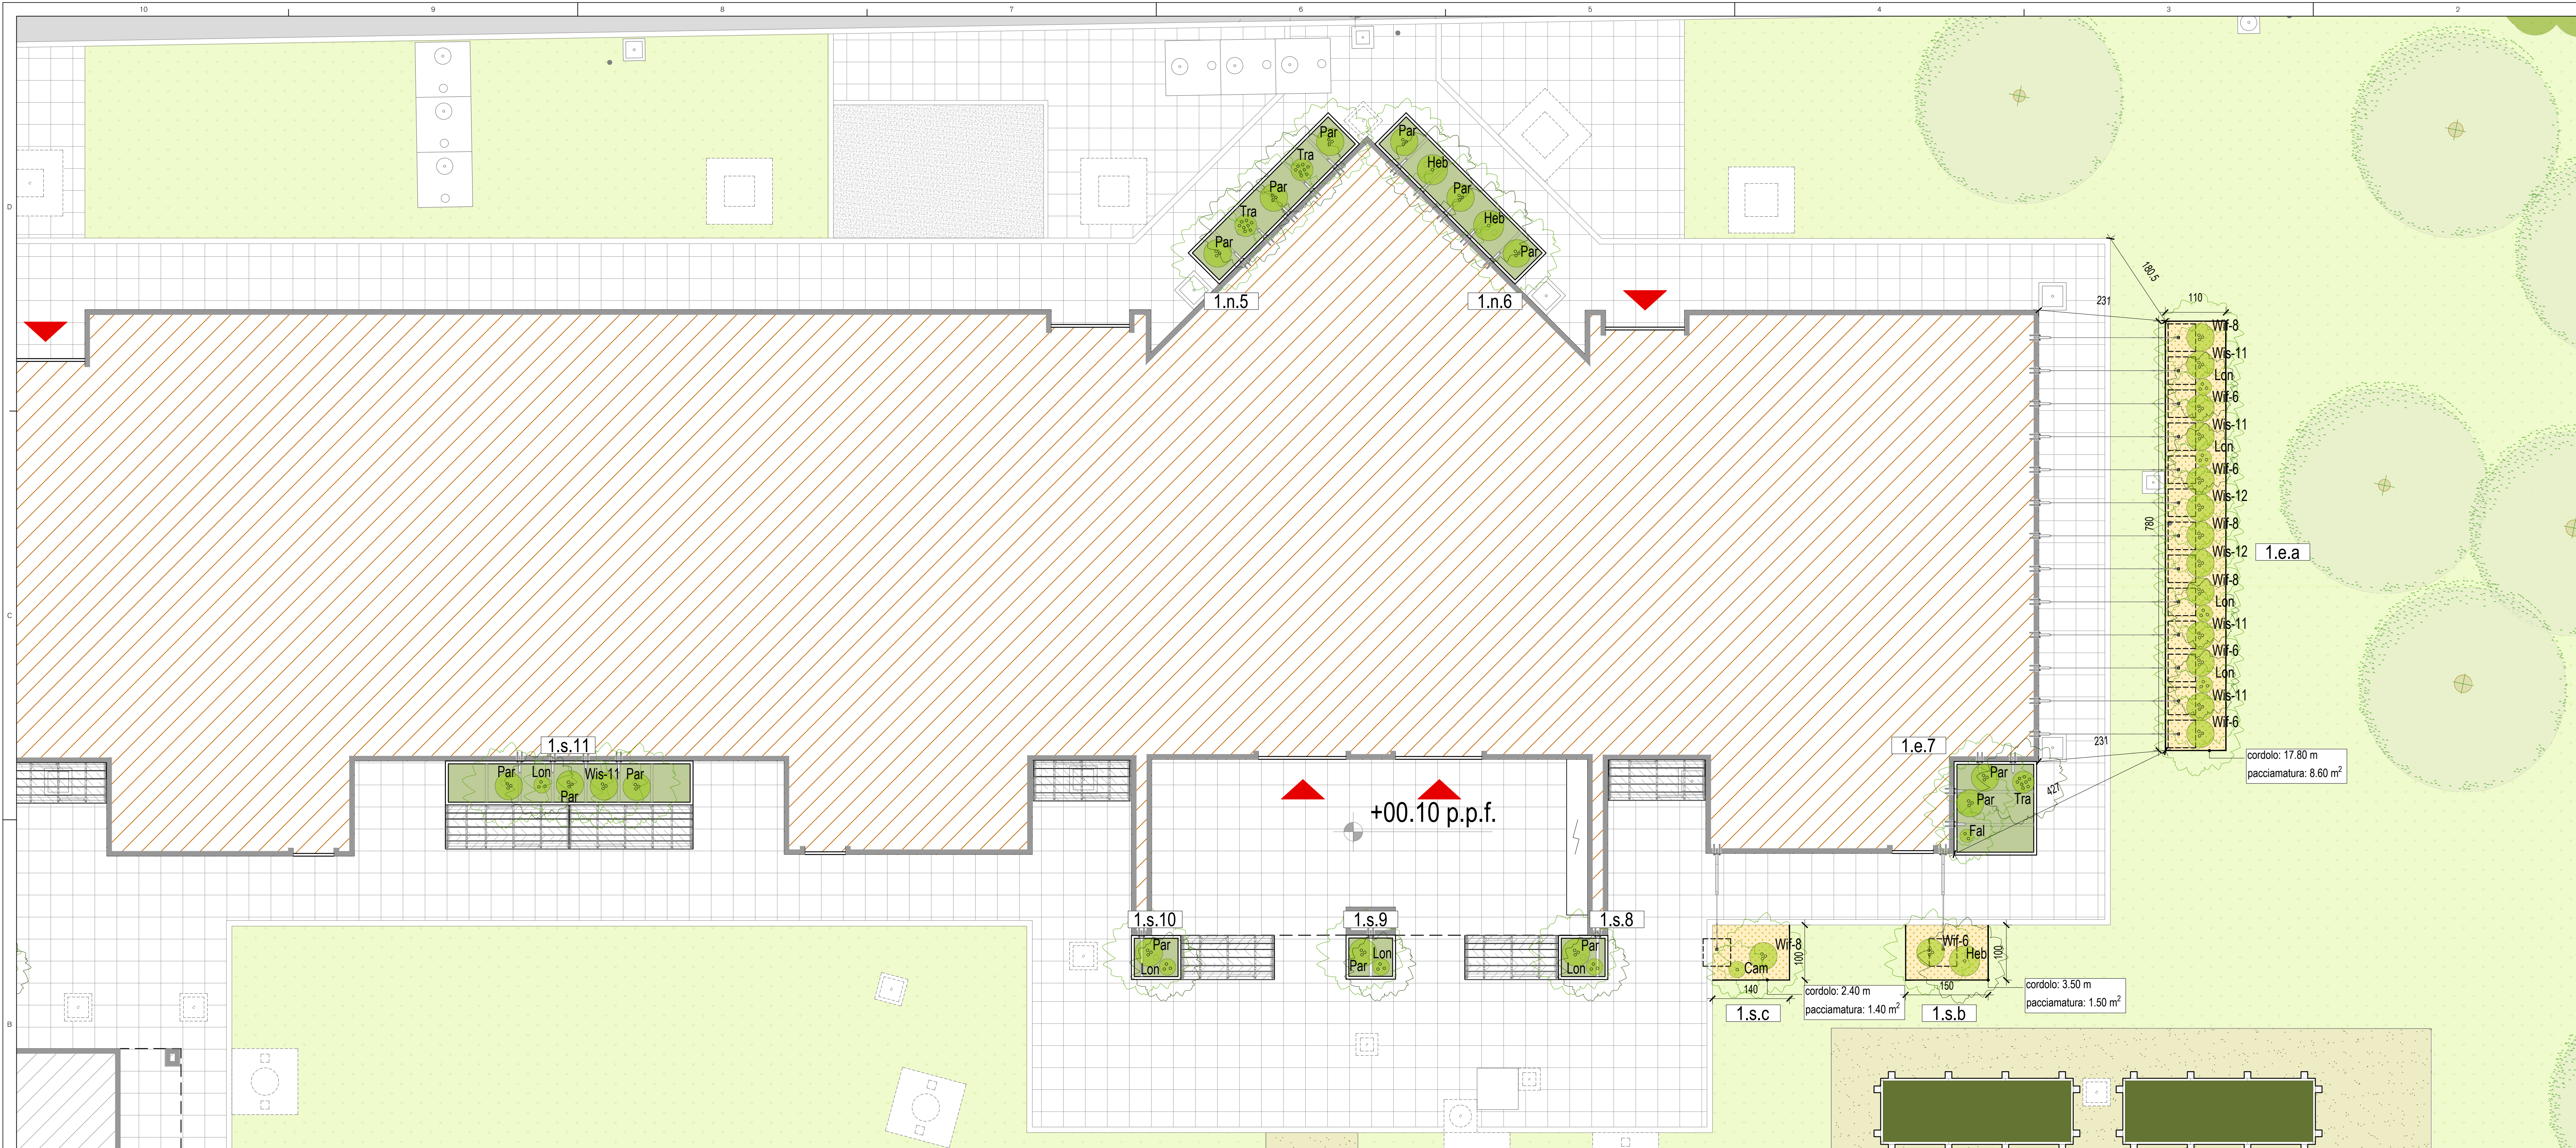 10 9 8 7 6 5 4 3 2
D
C
B
Par
Tra
Par
Tra
Par
1.n.5
Par
Heb
Par
Heb
Par
1.n.6
180.5
231
110
Wif-8
Wis-11
Lon
Wif-6
Wis-11
Lon
Wif-6
Wis-12
Wif-8
Wis-12
Wif-8
Lon
Wis-11
Wif-6
Lon
Wis-11
Wif-6
780
1.e.a
231
427
cordolo: 17.80 m
pacciamatura: 8.60 m²
1.s.11
Par Lon Par Wis-11 Par
1.e.7
Par
Par Tra
Fal
+00.10 p.p.f.
1.s.10
Par
Lon
1.s.9
Lon
Par
1.s.8
Par
Lon
Wif-8
Cam
100
140
cordolo: 2.40 m
pacciamatura: 1.40 m²
1.s.c
Wif-6
Heb
100
150
cordolo: 3.50 m
pacciamatura: 1.50 m²
1.s.b